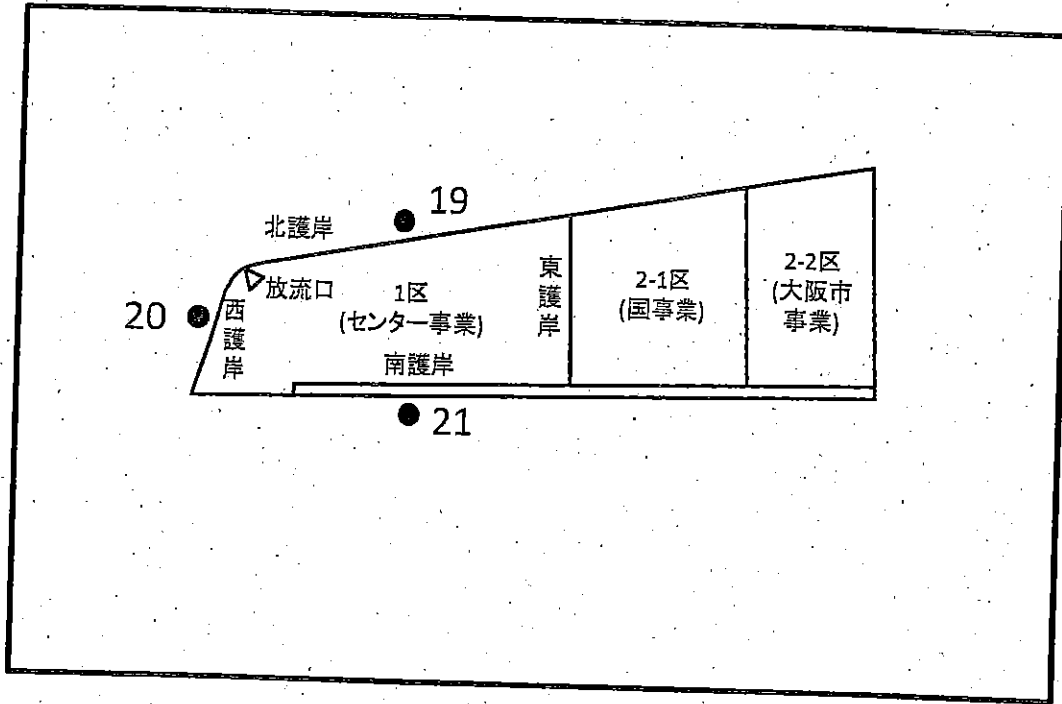 19
北護岸
放流口
20
西護岸
1区
(センター事業)
南護岸
東護岸
2-1区
(国事業)
2-2区
(大阪市
事業)
21